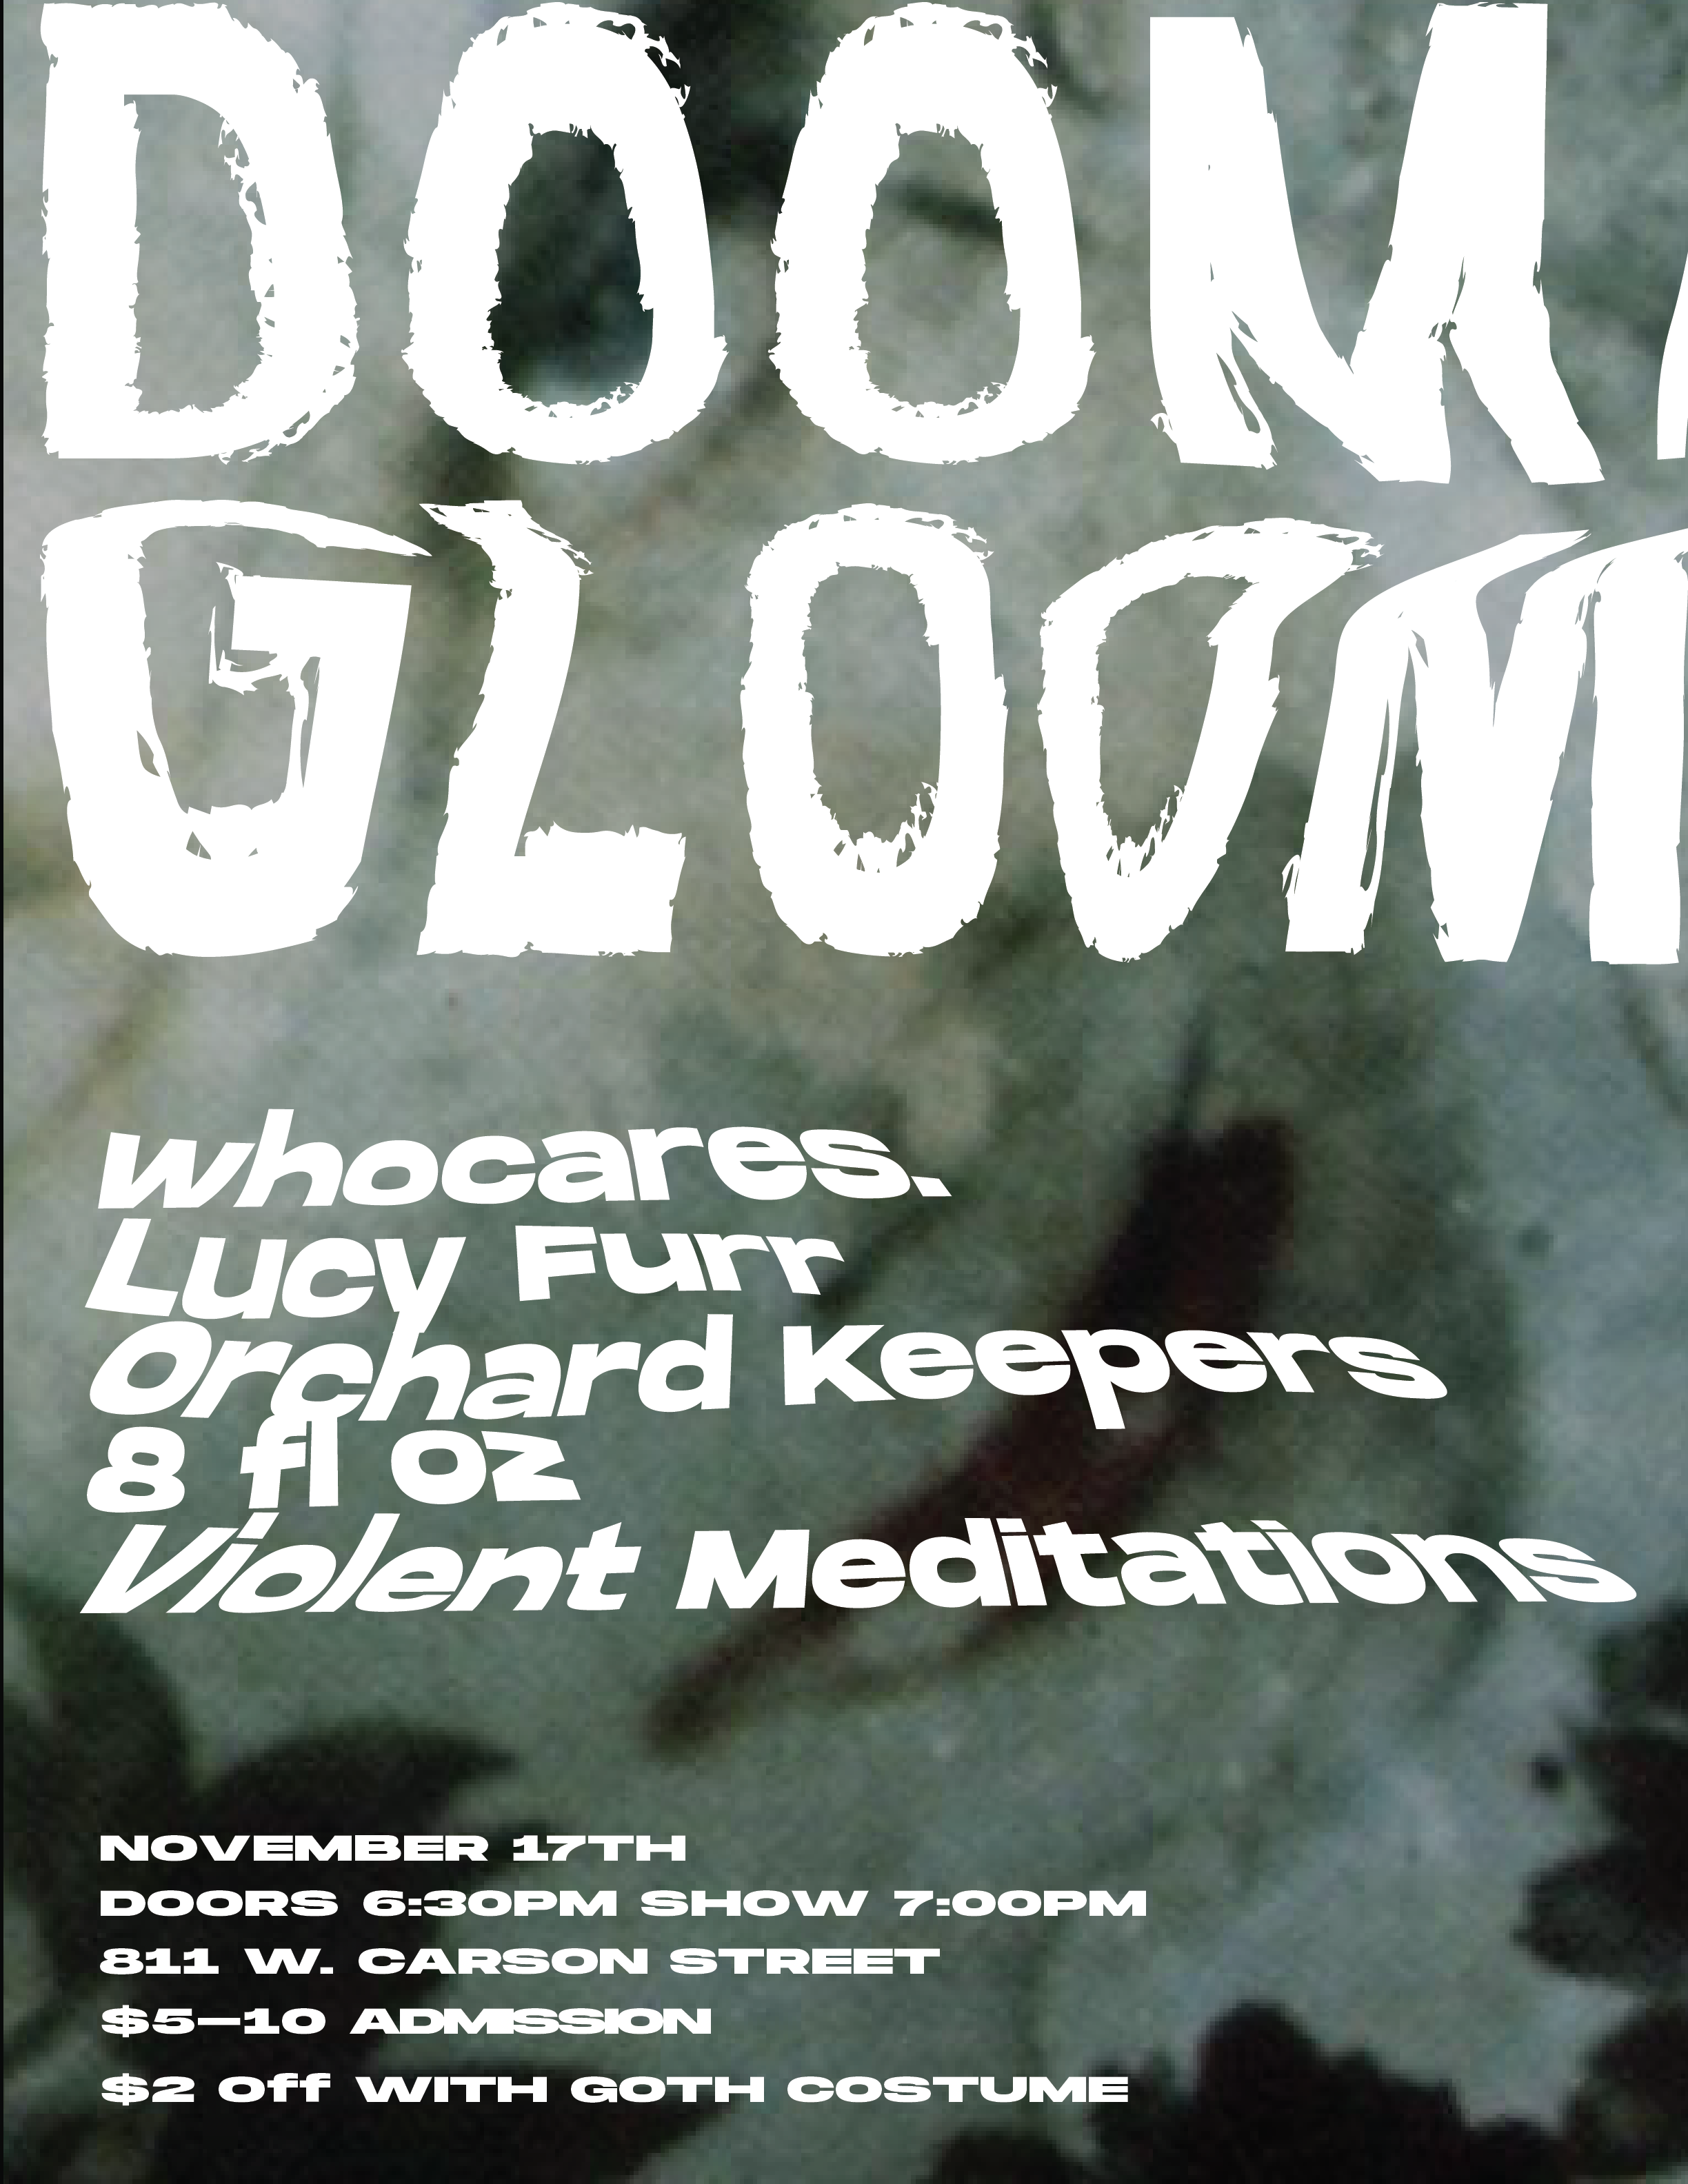 DOOM
GLOOM
whocares.
Lucy Furr
Orchard Keepers
8 fl oz
Violent Meditations
NOVEMBER 17TH
DOORS 6:30PM SHOW 7:00PM
811 W. CARSON STREET
$5—10 ADMISSION
$2 Off WITH GOTH COSTUME